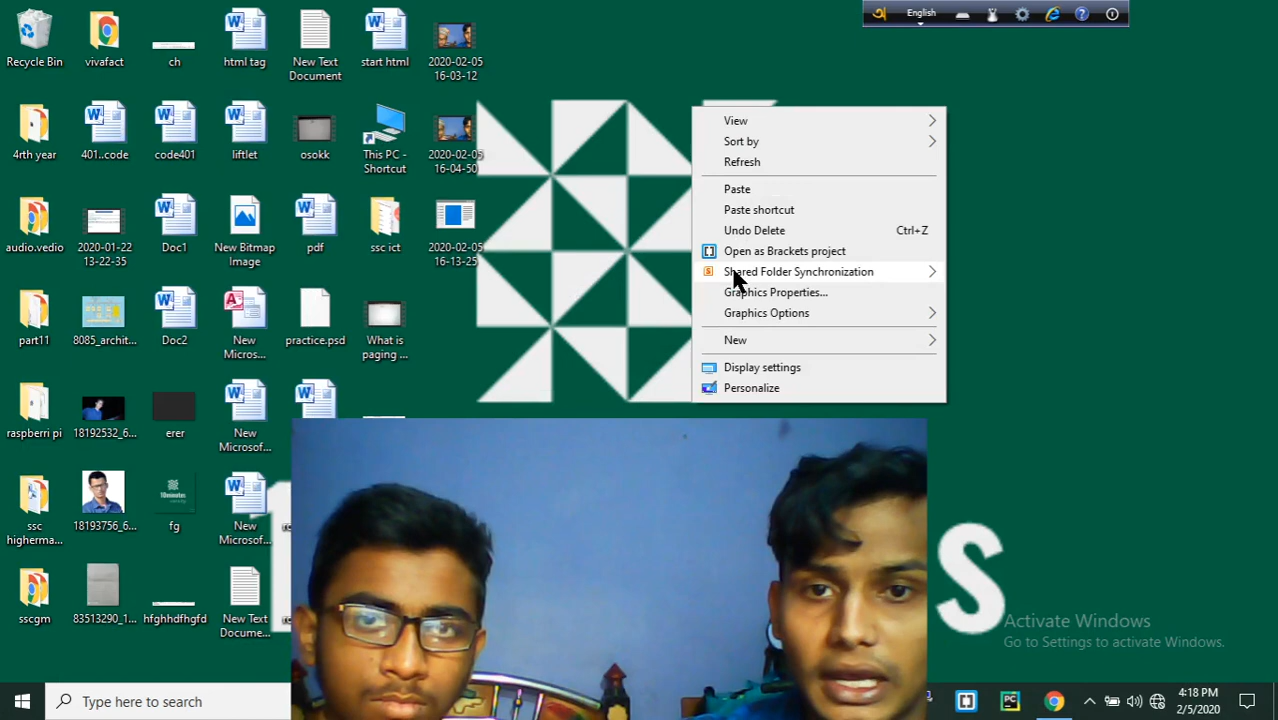 অ English
Recycle Bin
vivafact
ch
html tag
New Text
Document
start html
2020-02-05
16-03-12
4rth year
401..code
code401
liftlet
osokk
This PC -
Shortcut
2020-02-05
16-04-50
audio.vedio
2020-01-22
13-22-35
Doc1
New Bitmap
Image
pdf
ssc ict
2020-02-05
16-13-25
part11
8085_archit...
Doc2
New
Micros...
practice.psd
What is
paging ...
raspberri pi
18192532_6...
erer
New
Microsof...
ssc
higherma...
18193756_6...
10minutes
fg
New
Microsof...
sscgm
83513290_1...
hfghhdfhgfd
New Text
Docume...
View
Sort by
Refresh
Paste
Paste shortcut
Undo Delete Ctrl+Z
Open as Brackets project
Shared Folder Synchronization
Graphics Properties...
Graphics Options
New
Display settings
Personalize
S
Activate Windows
Go to Settings to activate Windows.
Type here to search
PC
4:18 PM
2/5/2020